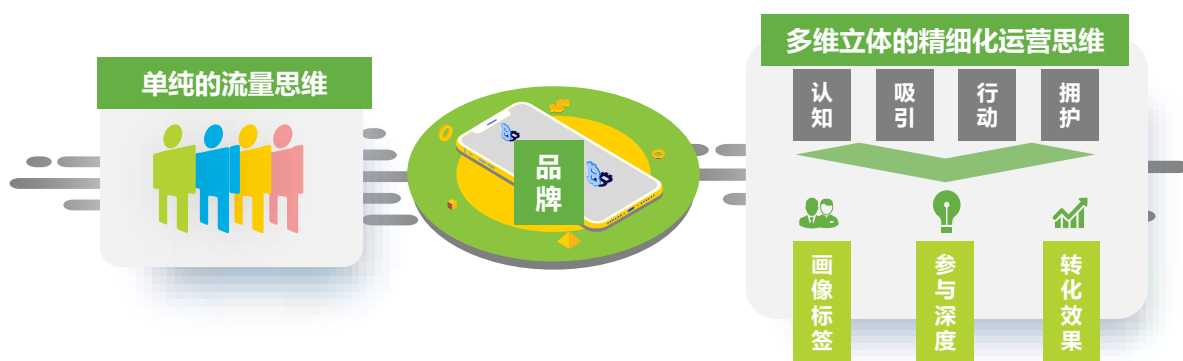 单纯的流量思维
品牌
多维立体的精细化运营思维
认知
吸引
行动
拥护
画像标签
参与深度
转化效果